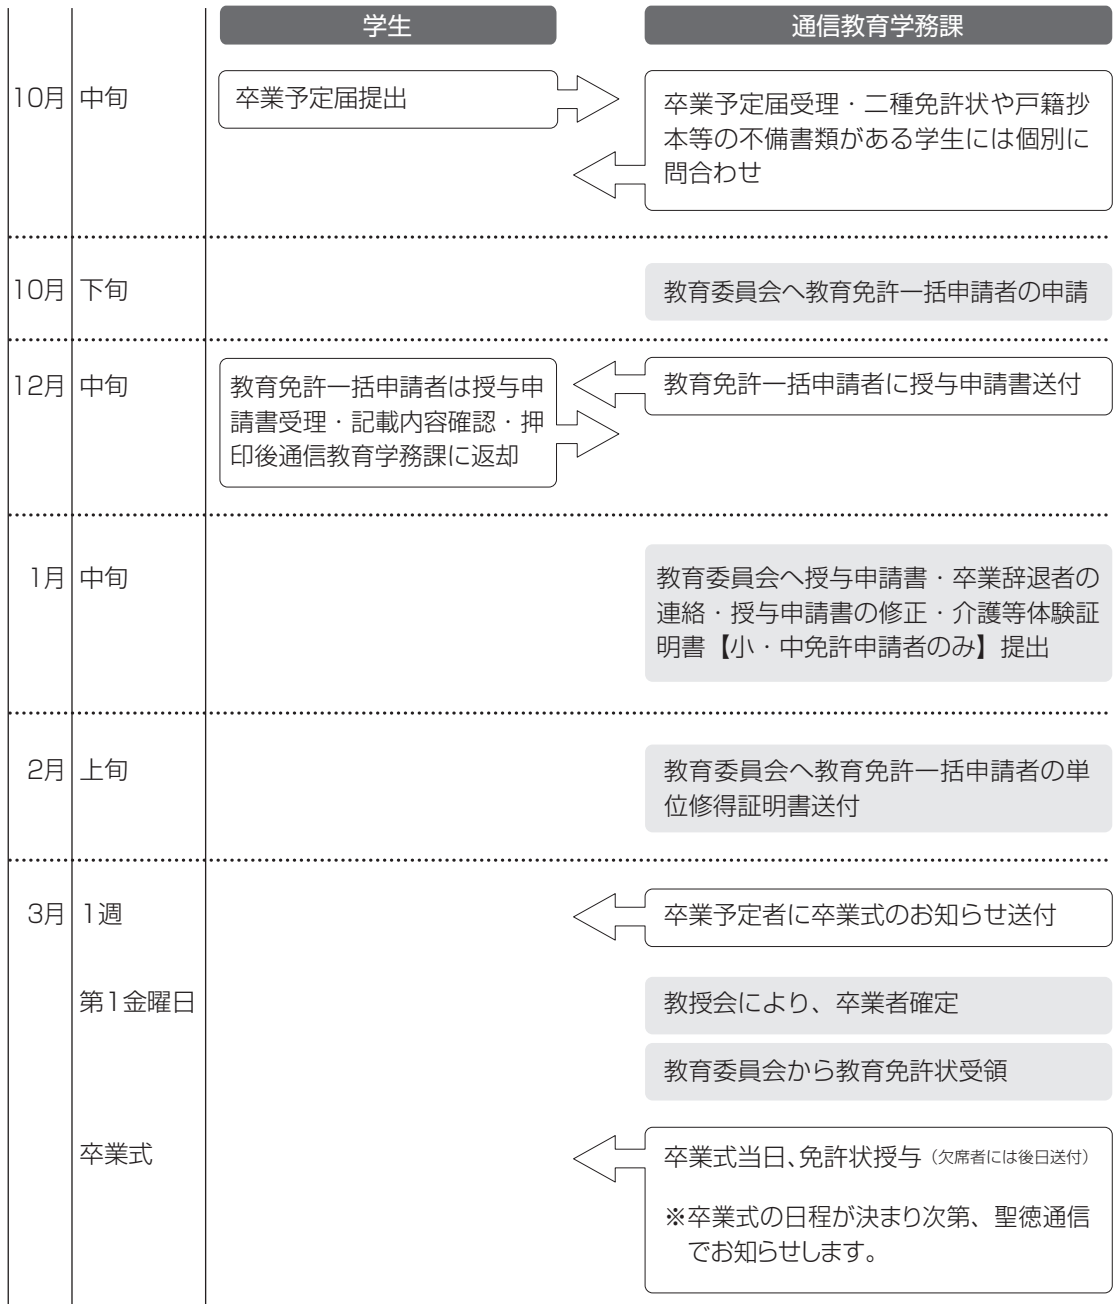 学生
通信教育学務課
10月 中旬
卒業予定届提出
卒業予定届受理・二種免許状や戸籍抄
本等の不備書類がある学生には個別に
問合わせ
10月 下旬
教育委員会へ教育免許一括申請者の申請
12月 中旬
教育免許一括申請者は授与申
請書受理・記載内容確認・押
印後通信教育学務課に返却
教育免許一括申請者に授与申請書送付
1月 中旬
教育委員会へ授与申請書・卒業辞退者の
連絡・授与申請書の修正・介護等体験証
明書【小・中免許申請者のみ】提出
2月 上旬
教育委員会へ教育免許一括申請者の単
位修得証明書送付
3月 1週
卒業予定者に卒業式のお知らせ送付
第1金曜日
教授会により、卒業者確定
教育委員会から教育免許状受領
卒業式
卒業式当日、免許状授与（欠席者には後日送付）
※卒業式の日程が決まり次第、聖徳通信
でお知らせします。